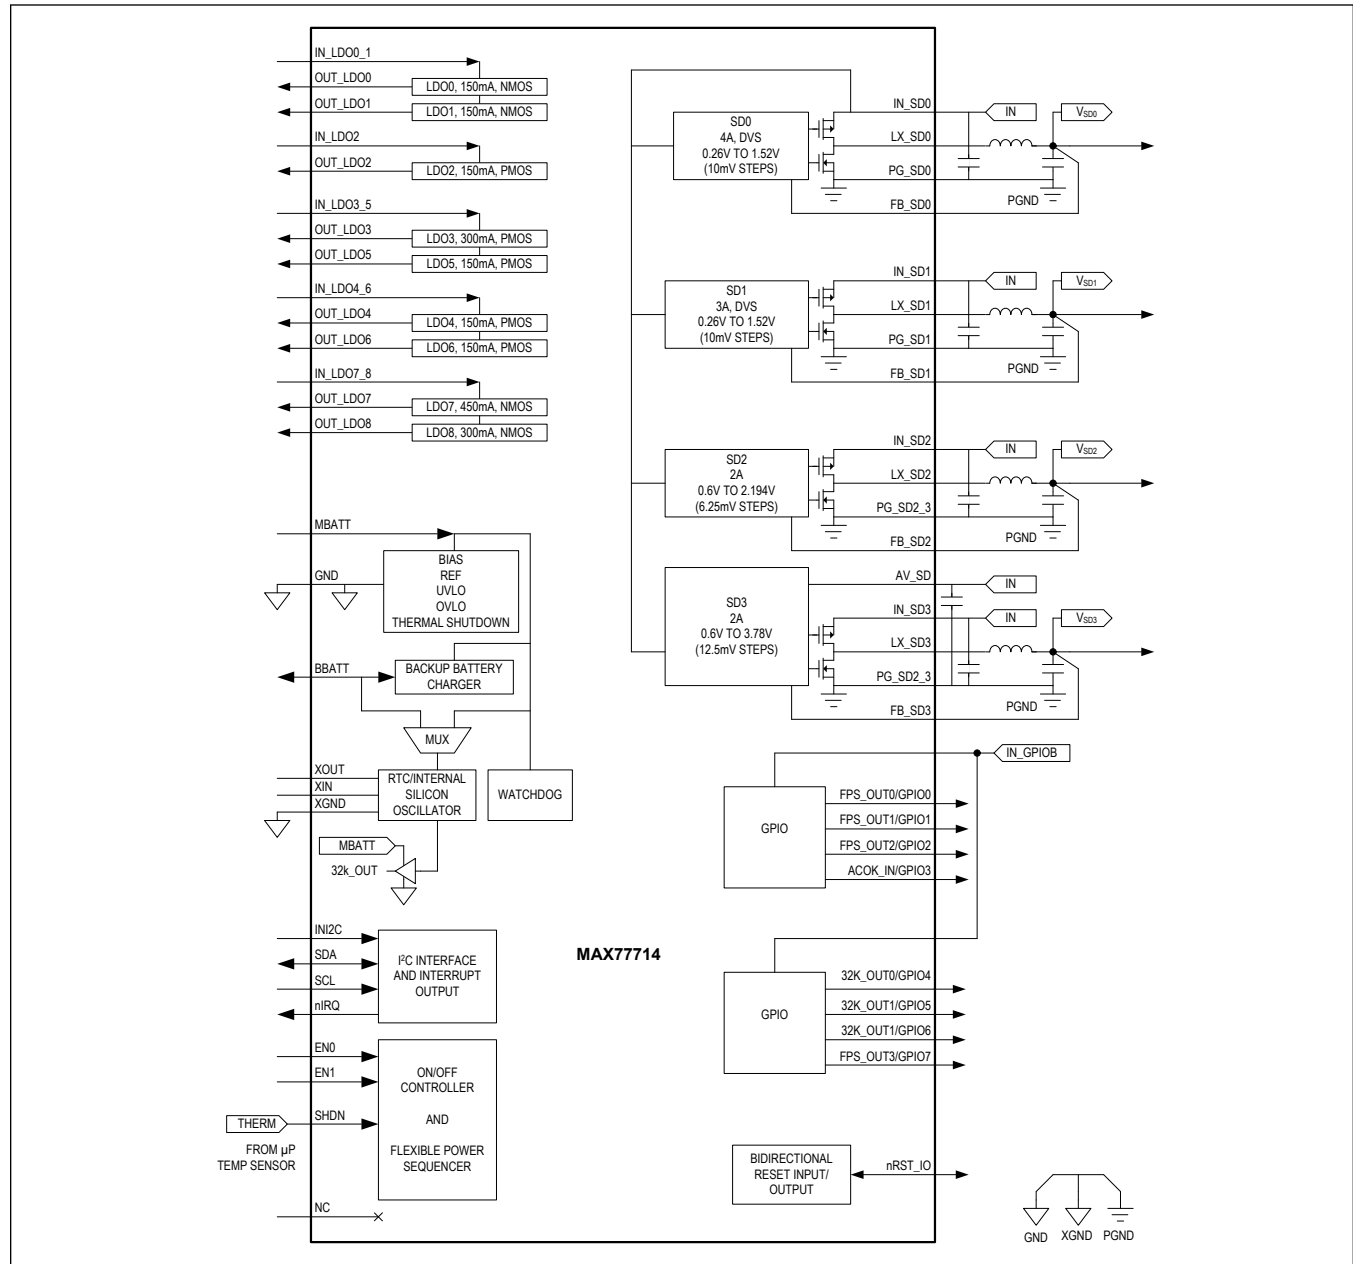 IN_LDO0_1
OUT_LDO0
LDO0, 150mA, NMOS
OUT_LDO1
LDO1, 150mA, NMOS
IN_LDO2
OUT_LDO2
LDO2, 150mA, PMOS
IN_LDO3_5
OUT_LDO3
LDO3, 300mA, PMOS
OUT_LDO5
LDO5, 150mA, PMOS
IN_LDO4_6
OUT_LDO4
LDO4, 150mA, PMOS
OUT_LDO6
LDO6, 150mA, PMOS
IN_LDO7_8
OUT_LDO7
LDO7, 450mA, NMOS
OUT_LDO8
LDO8, 300mA, NMOS
MBATT
GND
BIAS
REF
UVLO
OVLO
THERMAL SHUTDOWN
BBATT
BACKUP BATTERY
CHARGER
MUX
XOUT
XIN
XGND
RTC/INTERNAL
SILICON
OSCILLATOR
WATCHDOG
MBATT
32k_OUT
INI2C
SDA
SCL
nIRQ
I²C INTERFACE
AND INTERRUPT
OUTPUT
EN0
EN1
SHDN
THERM
FROM µP
TEMP SENSOR
ON/OFF
CONTROLLER
AND
FLEXIBLE POWER
SEQUENCER
NC
MAX77714
SD0
4A, DVS
0.26V TO 1.52V
(10mV STEPS)
IN_SD0
LX_SD0
PG_SD0
FB_SD0
IN
VSD0
PGND
SD1
3A, DVS
0.26V TO 1.52V
(10mV STEPS)
IN_SD1
LX_SD1
PG_SD1
FB_SD1
IN
VSD1
PGND
SD2
2A
0.6V TO 2.194V
(6.25mV STEPS)
IN_SD2
LX_SD2
PG_SD2_3
FB_SD2
IN
VSD2
PGND
SD3
2A
0.6V TO 3.78V
(12.5mV STEPS)
AV_SD
IN
IN_SD3
LX_SD3
PG_SD2_3
FB_SD3
IN
VSD3
PGND
IN_GPIOB
GPIO
FPS_OUT0/GPIO0
FPS_OUT1/GPIO1
FPS_OUT2/GPIO2
ACOK_IN/GPIO3
GPIO
32K_OUT0/GPIO4
32K_OUT1/GPIO5
32K_OUT1/GPIO6
FPS_OUT3/GPIO7
BIDIRECTIONAL
RESET INPUT/
OUTPUT
nRST_IO
GND
XGND
PGND